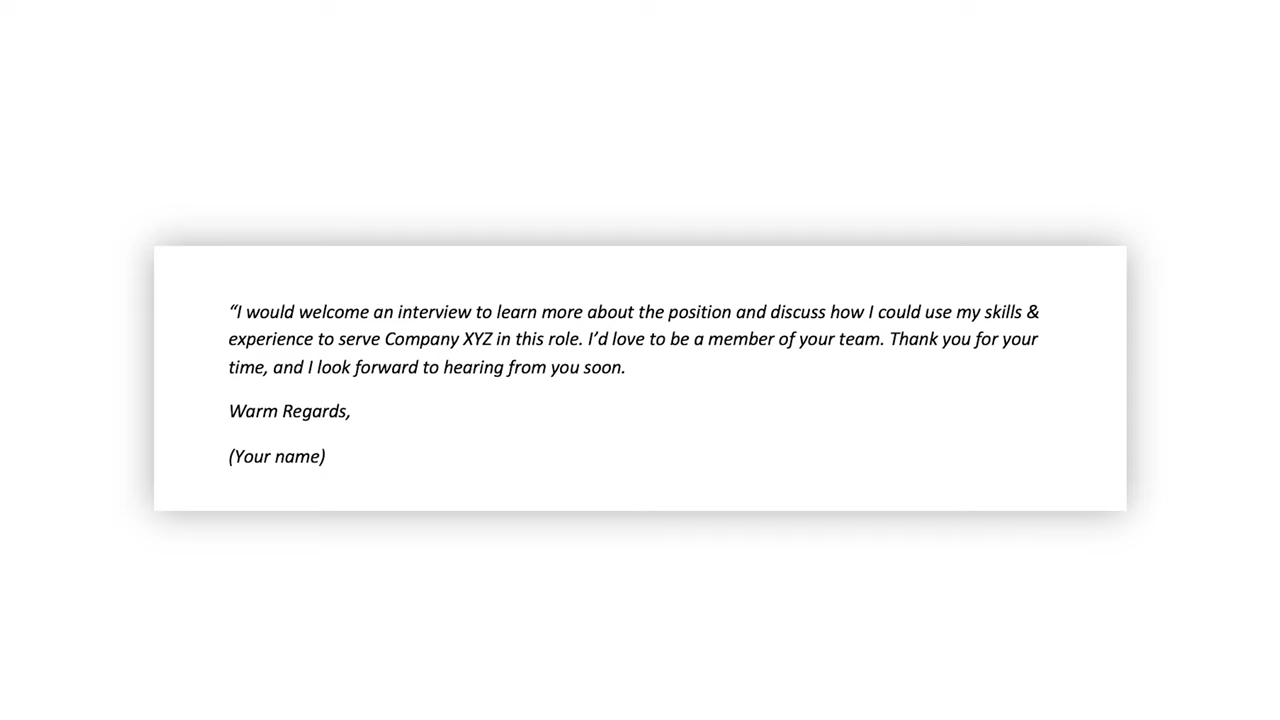 “I would welcome an interview to learn more about the position and discuss how I could use my skills &
experience to serve Company XYZ in this role. I’d love to be a member of your team. Thank you for your
time, and I look forward to hearing from you soon.
Warm Regards,
(Your name)